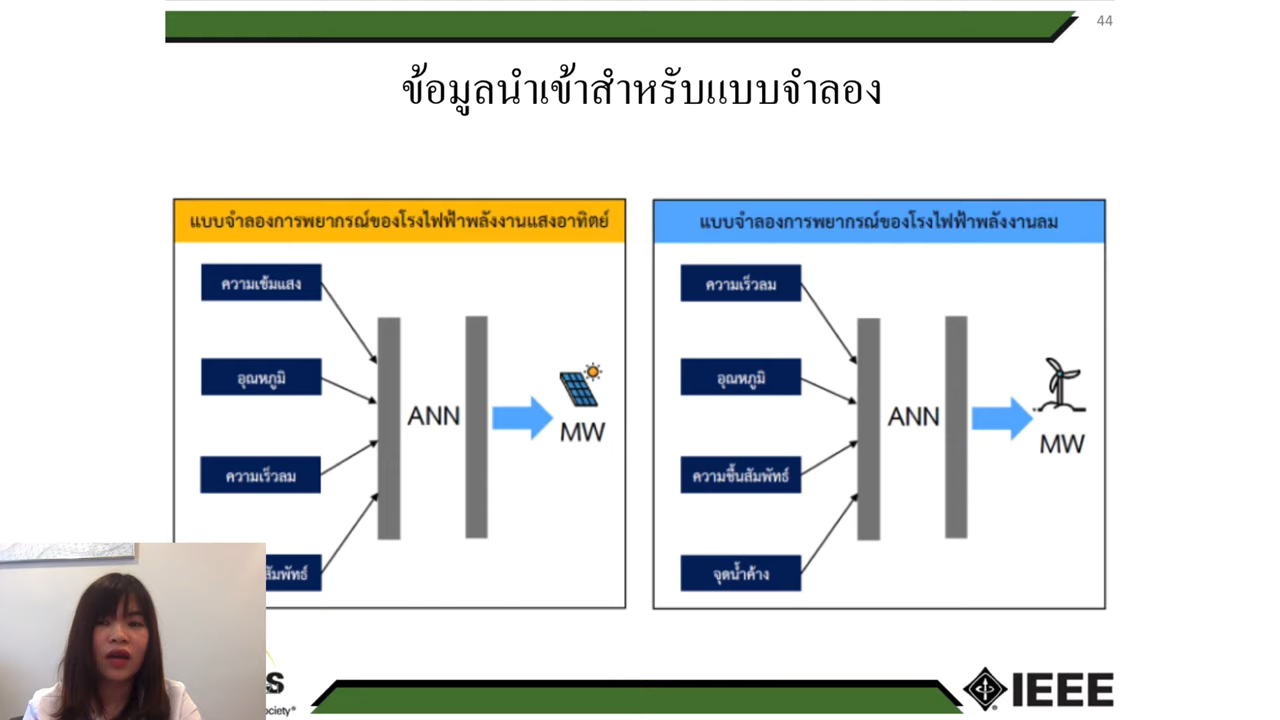 44
ข้อมูลนำเข้าสำหรับแบบจำลอง
แบบจำลองการพยากรณ์ของโรงไฟฟ้าพลังงานแสงอาทิตย์
ความเข้มแสง
อุณหภูมิ
ความเร็วลม
สัมพัทธ์
ANN
MW
แบบจำลองการพยากรณ์ของโรงไฟฟ้าพลังงานลม
ความเร็วลม
อุณหภูมิ
ความชื้นสัมพัทธ์
จุดน้ำค้าง
ANN
MW
S
ociety®
IEEE